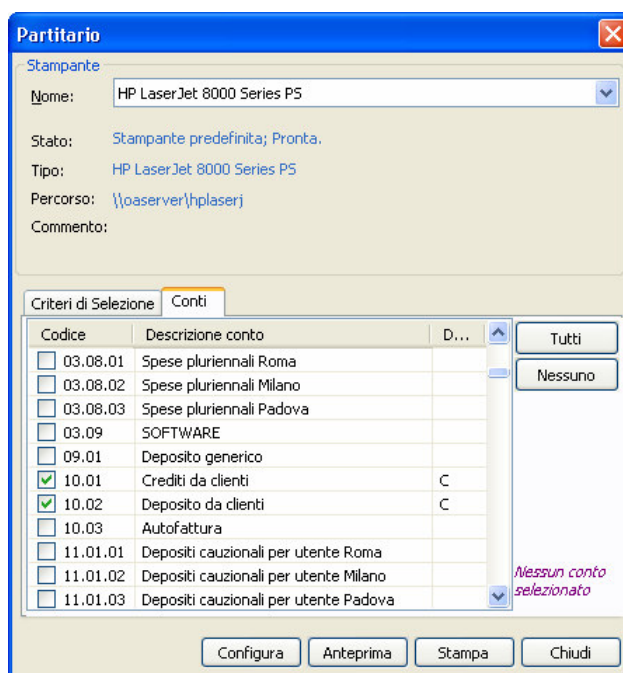 Partitario
Stampante
Nome: HP LaserJet 8000 Series PS
Stato: Stampante predefinita; Pronta.
Tipo: HP LaserJet 8000 Series PS
Percorso: \\oaserver\hplaserj
Commento:
Criteri di Selezione Conti
Codice Descrizione conto D...
03.08.01 Spese pluriennali Roma
03.08.02 Spese pluriennali Milano
03.08.03 Spese pluriennali Padova
03.09 SOFTWARE
09.01 Deposito generico
10.01 Crediti da clienti C
10.02 Deposito da clienti C
10.03 Autofattura
11.01.01 Depositi cauzionali per utente Roma
11.01.02 Depositi cauzionali per utente Milano
11.01.03 Depositi cauzionali per utente Padova
Tutti
Nessuno
Nessun conto
selezionato
Configura Anteprima Stampa Chiudi